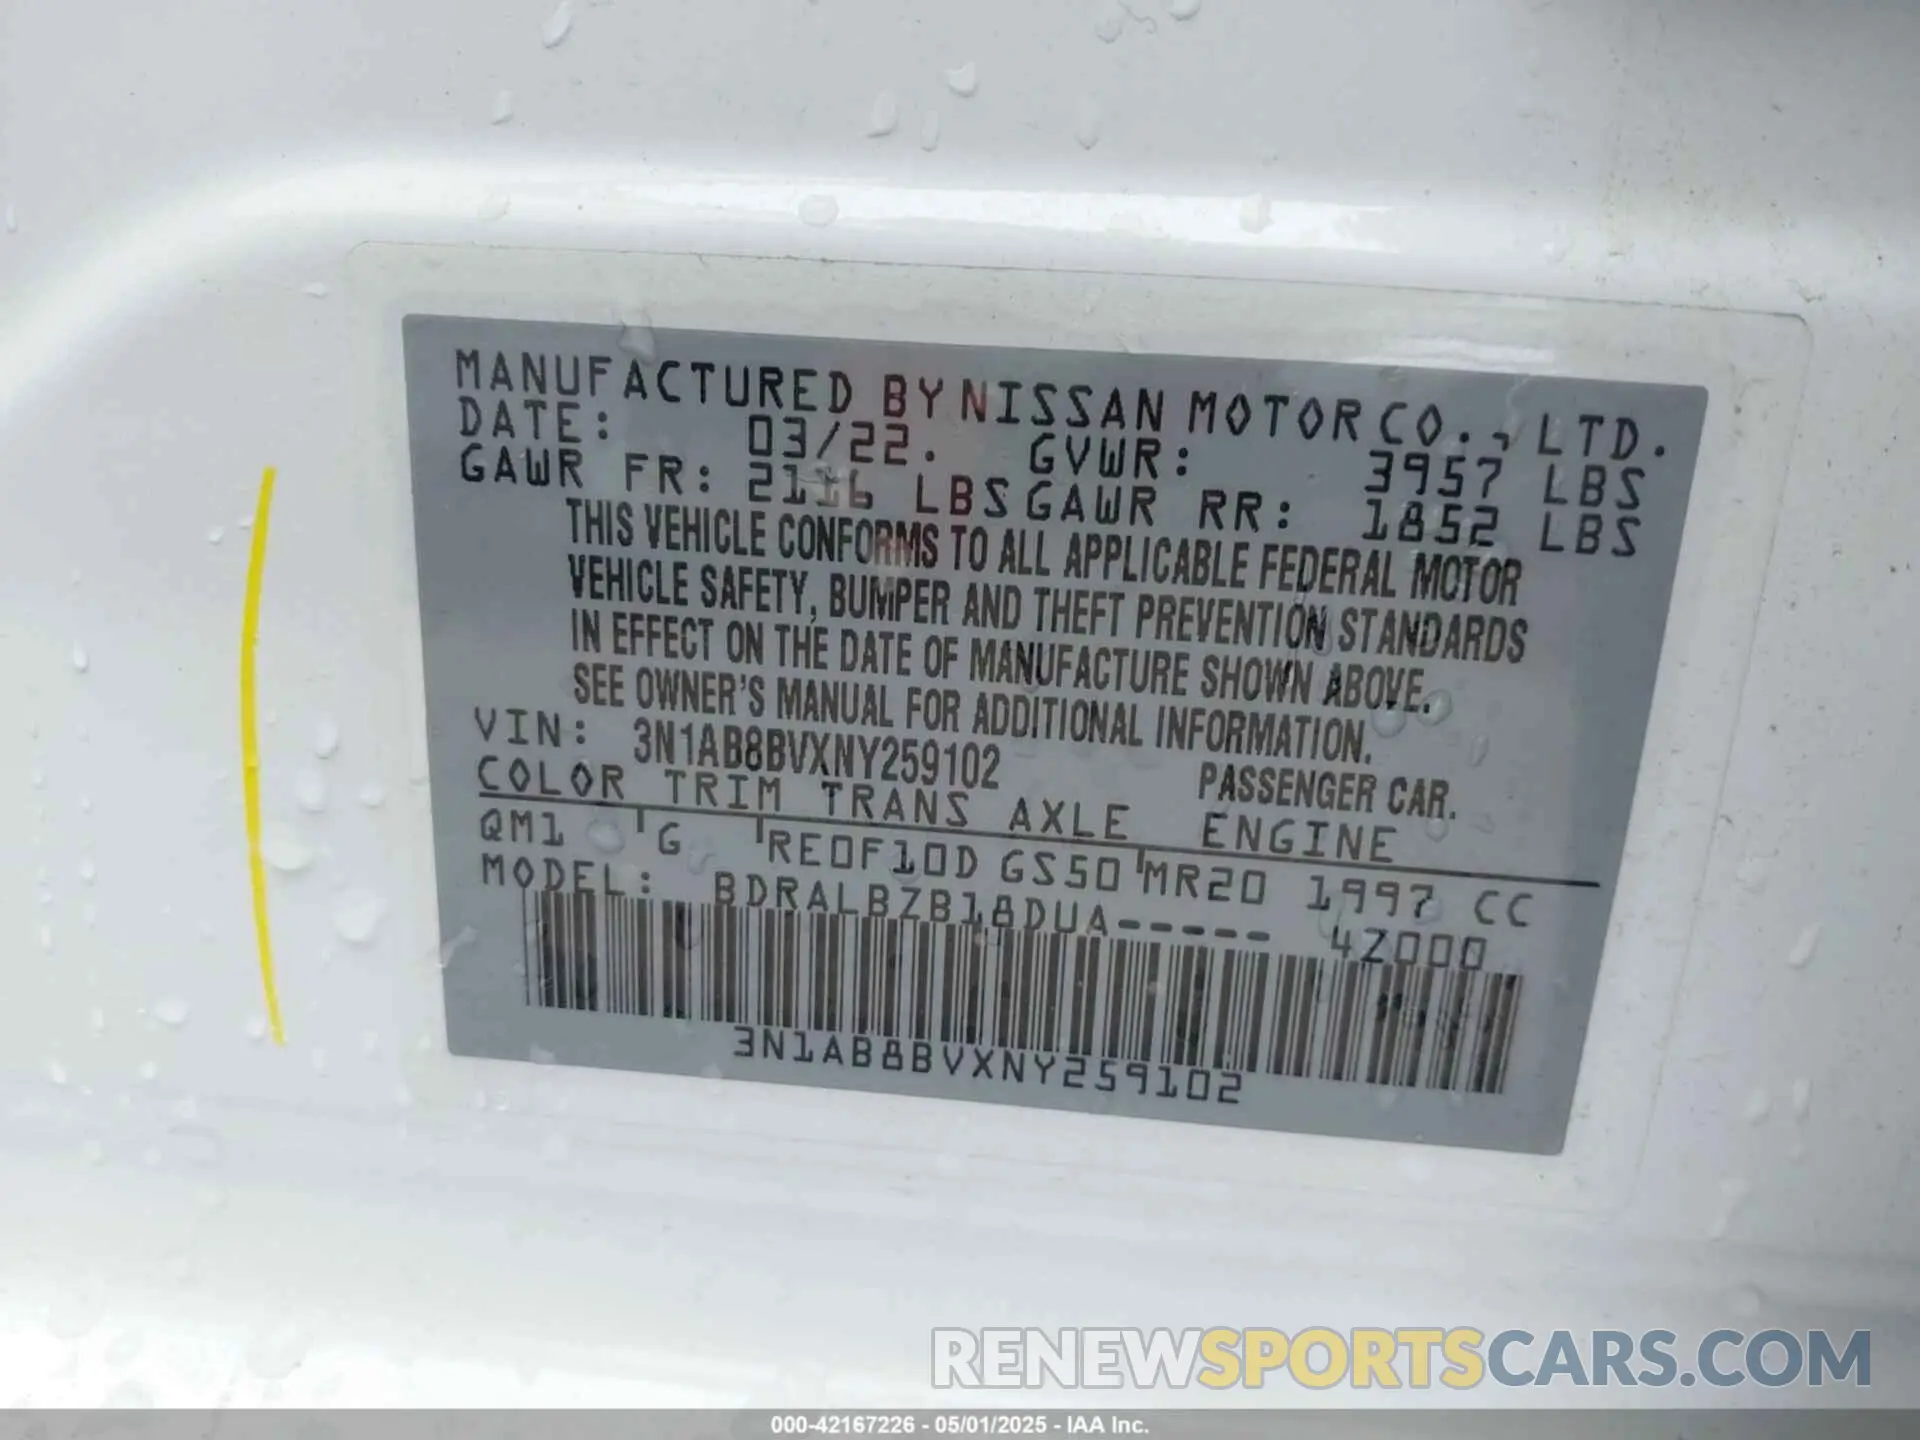 MANUFACTURED BY NISSAN MOTOR CO., LTD.
DATE: 03/22. GVWR: 3957 LBS
GAWR FR: 2116 LBS GAWR RR: 1852 LBS
THIS VEHICLE CONFORMS TO ALL APPLICABLE FEDERAL MOTOR
VEHICLE SAFETY, BUMPER AND THEFT PREVENTION STANDARDS
IN EFFECT ON THE DATE OF MANUFACTURE SHOWN ABOVE.
SEE OWNER'S MANUAL FOR ADDITIONAL INFORMATION.
VIN: 3N1AB8BVXNY259102 PASSENGER CAR.
COLOR TRIM TRANS AXLE ENGINE
QM1 G RE0F10D GS50 MR20 1997 CC
MODEL: BDRALBZB18DUA----- 4Z000
3N1AB8BVXNY259102
RENEWSPORTSCARS.COM
000-42167226 - 05/01/2025 - IAA Inc.